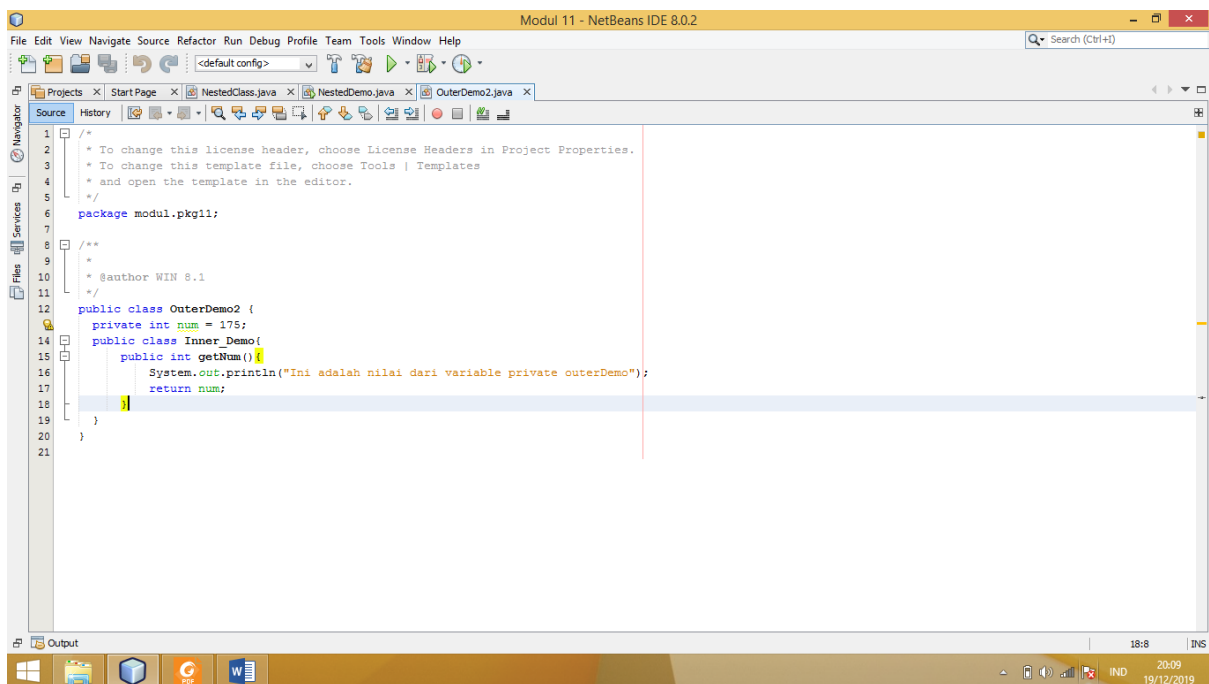 Modul 11 - NetBeans IDE 8.0.2
File Edit View Navigate Source Refactor Run Debug Profile Team Tools Window Help
Search (Ctrl+I)
<default config>
Projects Start Page NestedClass.java NestedDemo.java OuterDemo2.java
Source History
Navigator
Services
Files
1 /*
2 * To change this license header, choose License Headers in Project Properties.
3 * To change this template file, choose Tools | Templates
4 * and open the template in the editor.
5 */
6 package modul.pkg11;
7
8 /**
9 *
10 * @author WIN 8.1
11 */
12 public class OuterDemo2 {
private int num = 175;
14 public class Inner_Demo{
15 public int getNum(){
16 System.out.println("Ini adalah nilai dari variable private outerDemo");
17 return num;
18 }
19 }
20 }
21
Output
18:8 INS
PDF
IND
20:09
19/12/2019